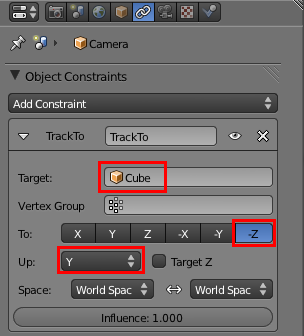 Camera
Object Constraints
Add Constraint
TrackTo TrackTo
Target: Cube
Vertex Group
To: X Y Z -X -Y -Z
Up: Y Target Z
Space: World Spac World Spac
Influence: 1.000